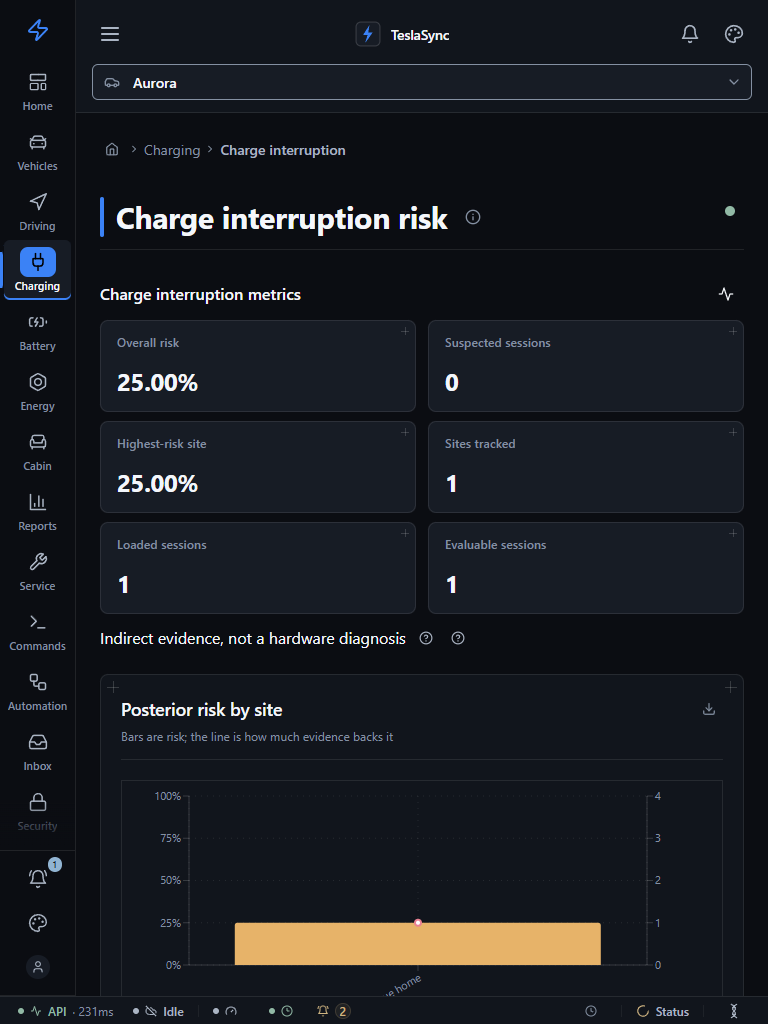 TeslaSync
Aurora
Home
Vehicles
Driving
Charging
Battery
Energy
Cabin
Reports
Service
Commands
Automation
Inbox
Security
1
Charging
Charge interruption
Charge interruption risk
Charge interruption metrics
Overall risk
25.00%
Suspected sessions
0
Highest-risk site
25.00%
Sites tracked
1
Loaded sessions
1
Evaluable sessions
1
Indirect evidence, not a hardware diagnosis
Posterior risk by site
Bars are risk; the line is how much evidence backs it
100%
75%
50%
25%
0%
4
3
2
1
0
home
API · 231ms
Idle
2
Status